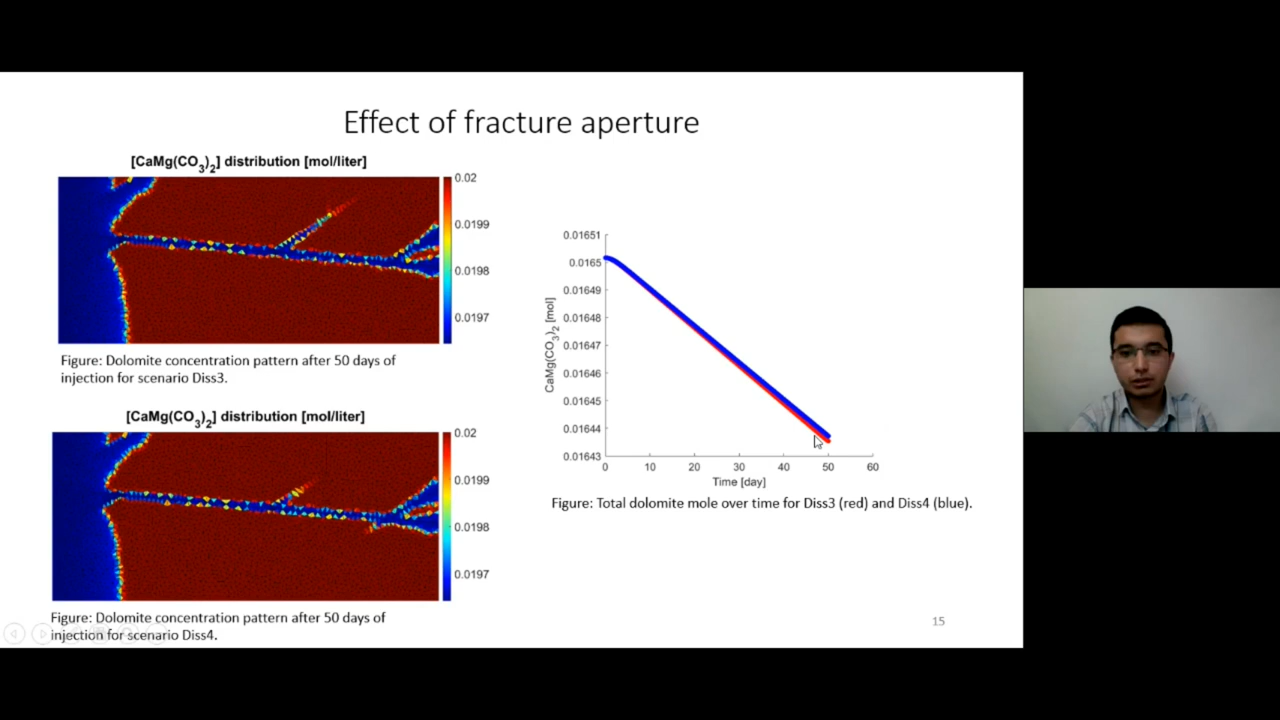 Effect of fracture aperture
[CaMg(CO3)2] distribution [mol/liter]
0.02
0.0199
0.0198
0.0197
Figure: Dolomite concentration pattern after 50 days of
injection for scenario Diss3.
[CaMg(CO3)2] distribution [mol/liter]
0.02
0.0199
0.0198
0.0197
Figure: Dolomite concentration pattern after 50 days of
injection for scenario Diss4.
CaMg(CO3)2 [mol]
0.01651
0.0165
0.01649
0.01648
0.01647
0.01646
0.01645
0.01644
0.01643
0 10 20 30 40 50 60
Time [day]
Figure: Total dolomite mole over time for Diss3 (red) and Diss4 (blue).
15